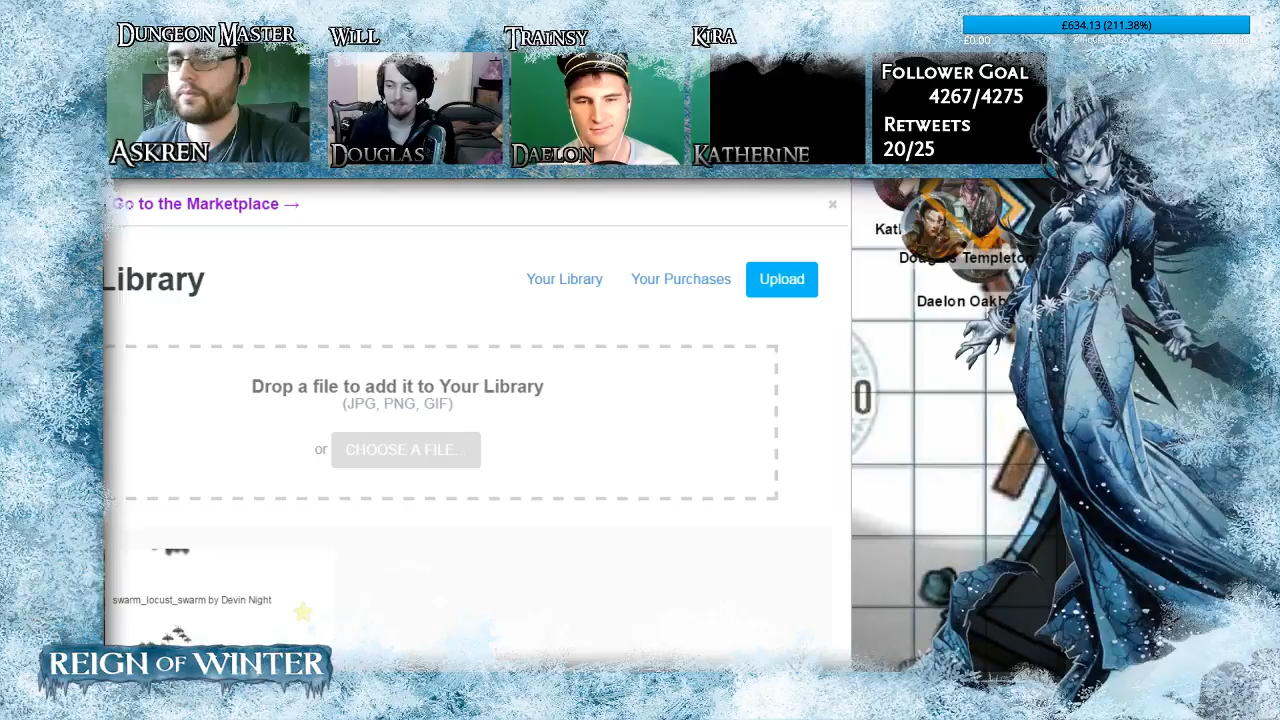 DUNGEON MASTER
WILL
TRAINSY
KIRA
£634.13 (211.38%)
£0.00
FOLLOWER GOAL
4267/4275
RETWEETS
20/25
ASKREN
DOUGLAS
DAELON
KATHERINE
Go to the Marketplace →
Library
Your Library
Your Purchases
Upload
Templeton
Daelon
Drop a file to add it to Your Library
(JPG, PNG, GIF)
or
CHOOSE A FILE...
swarm_locust_swarm by Devin Night
REIGN OF WINTER